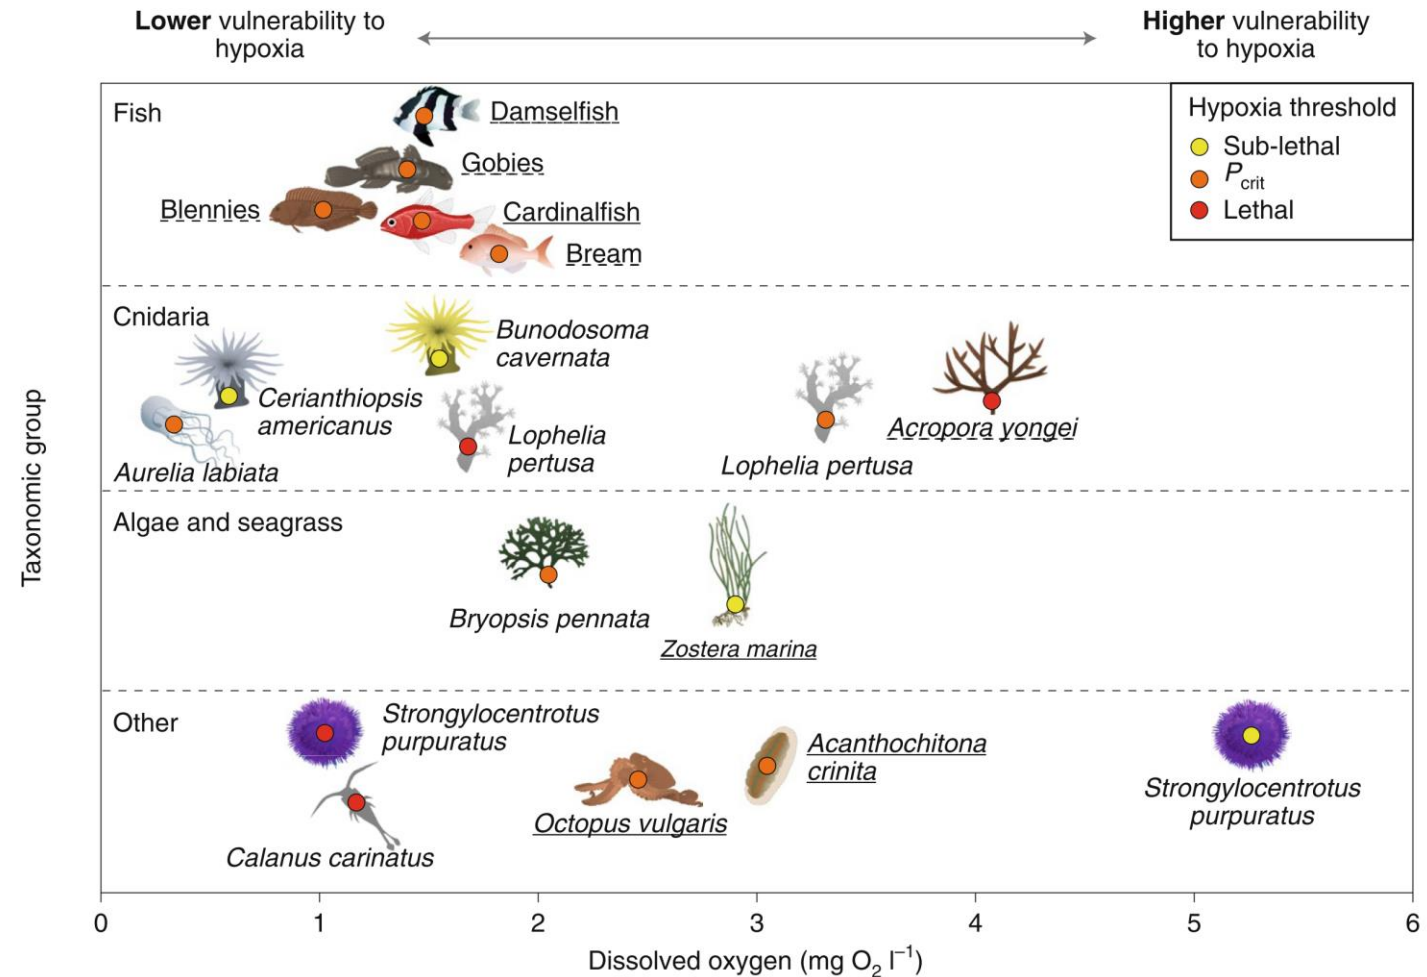 Lower vulnerability to
hypoxia
Higher vulnerability
to hypoxia
Hypoxia threshold
Sub-lethal
Pcrit
Lethal
Taxonomic group
Fish
Damselfish
Gobies
Blennies
Cardinalfish
Bream
Cnidaria
Bunodosoma
cavernata
Cerianthiopsis
americanus
Aurelia labiata
Lophelia
pertusa
Lophelia pertusa
Acropora yongei
Algae and seagrass
Bryopsis pennata
Zostera marina
Other
Strongylocentrotus
purpuratus
Calanus carinatus
Octopus vulgaris
Acanthochitona
crinita
Strongylocentrotus
purpuratus
0 1 2 3 4 5 6
Dissolved oxygen (mg O₂ l⁻¹)